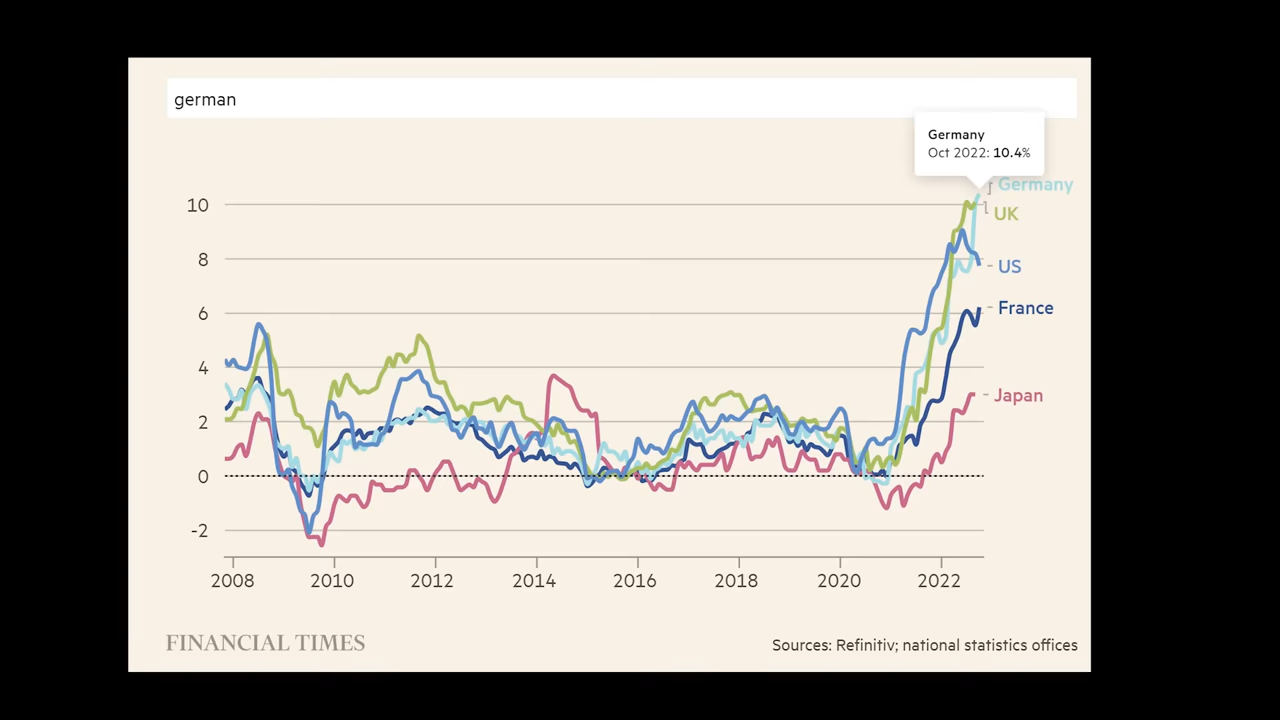 german
Germany
Oct 2022: 10.4%
Germany
10
UK
8
US
6
France
4
Japan
2
0
-2
2008 2010 2012 2014 2016 2018 2020 2022
FINANCIAL TIMES
Sources: Refinitiv; national statistics offices